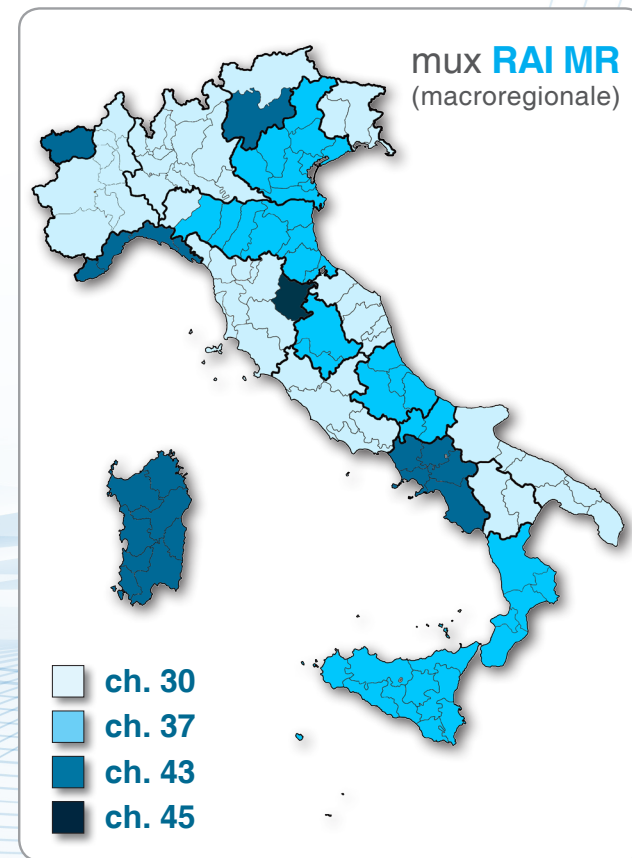 mux RAI MR
(macroregionale)
ch. 30
ch. 37
ch. 43
ch. 45